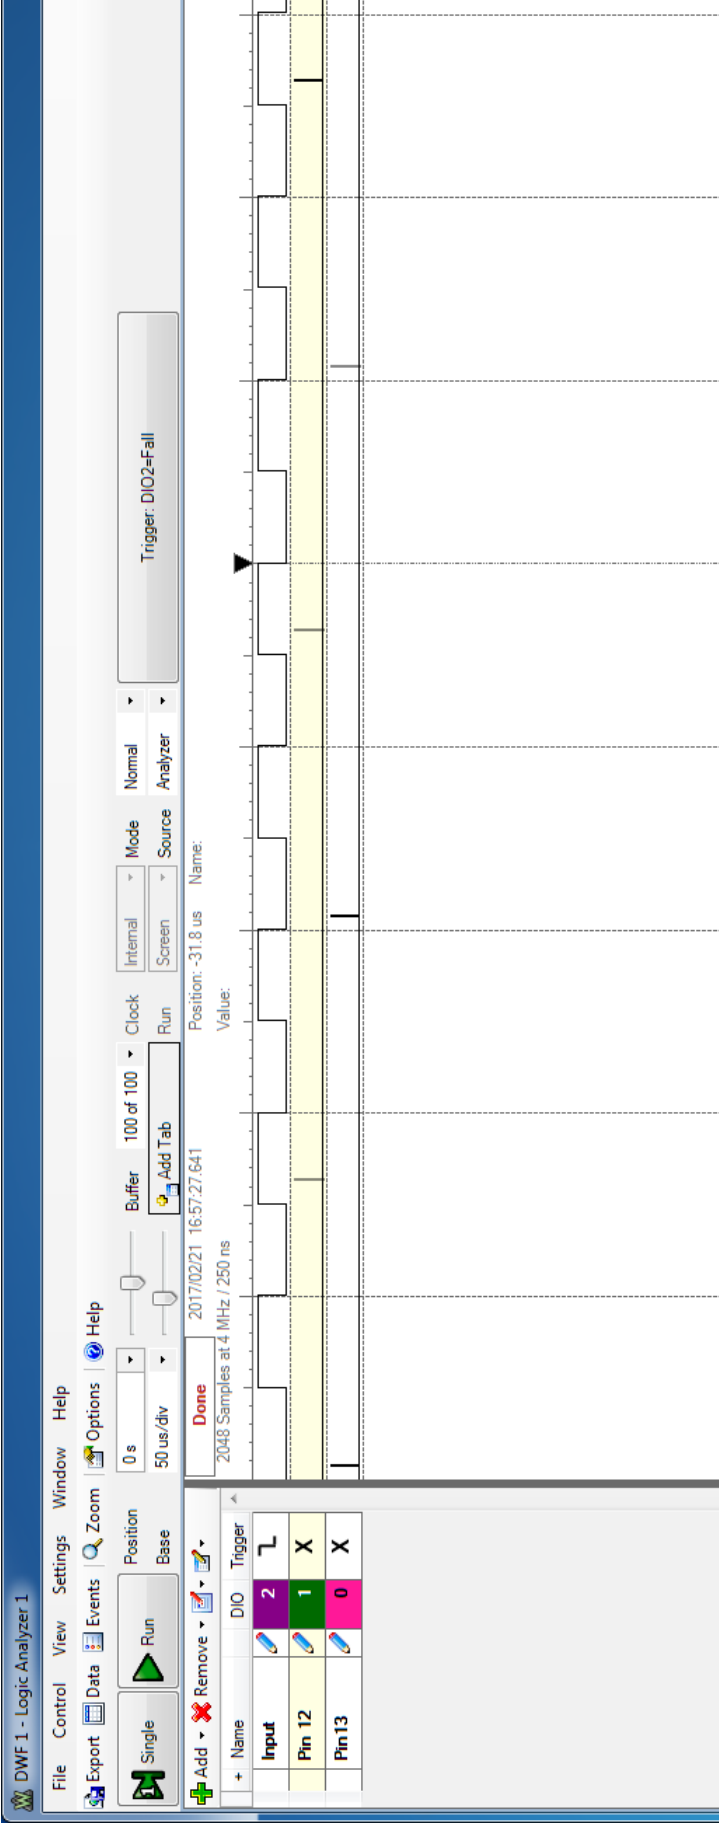 DWF 1 - Logic Analyzer 1
File Control View Settings Window Help
Export Data Events Zoom Options Help
Single Run Position 0 s Buffer 100 of 100 Clock Internal Mode Normal Trigger: DIO2=Fall
Base 50 us/div Add Tab Run Screen Source Analyzer
Add Remove Done 2017/02/21 16:57:27.641 Position: -31.8 us Name:
2048 Samples at 4 MHz / 250 ns Value:
+ Name DIO Trigger
Input 2
Pin 12 1 X
Pin13 0 X